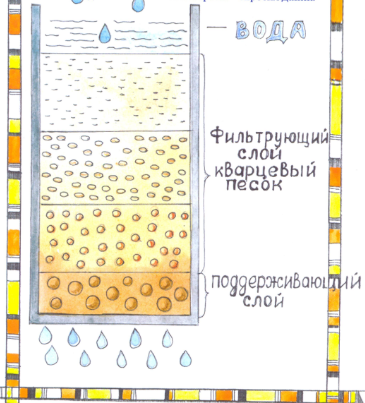 — ВОДА
Фильтрующий
слой
кварцевый
песок
поддерживающий
слой